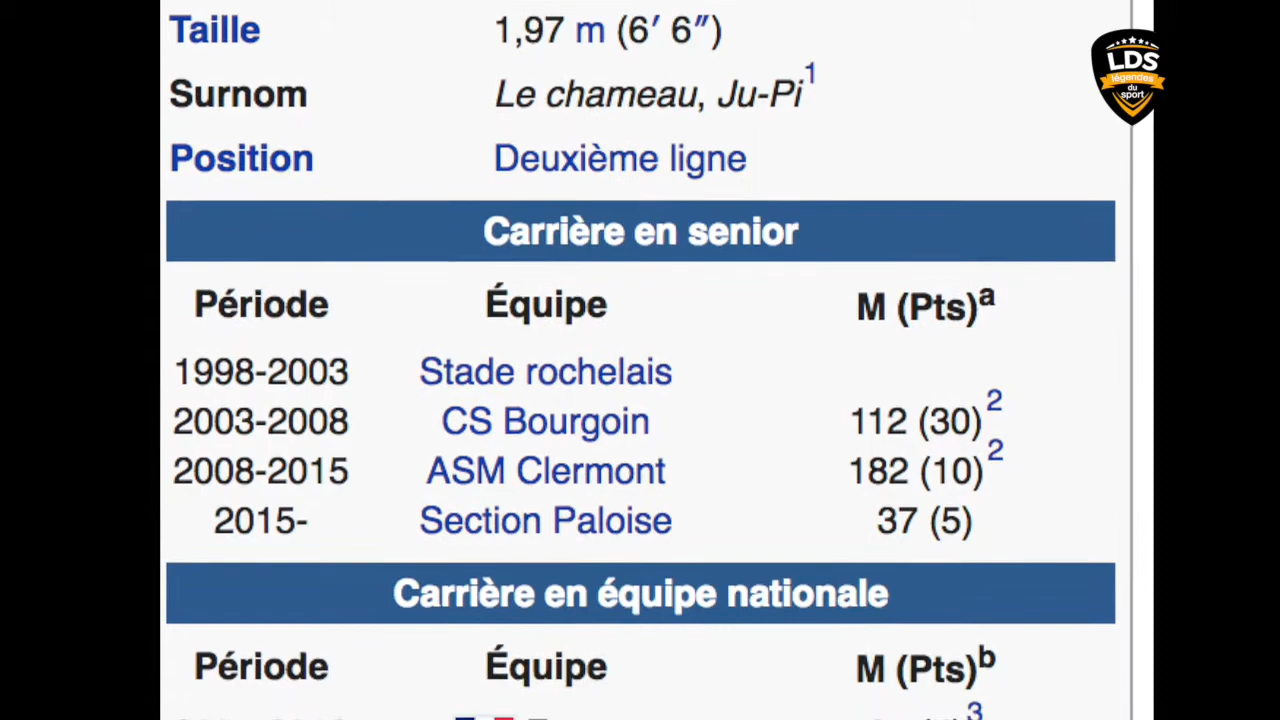 Taille 1,97 m (6′ 6″)
LDS
légendes
du
sport
Surnom Le chameau, Ju-Pi1
Position Deuxième ligne
Carrière en senior
Période Équipe M (Pts)a
1998-2003 Stade rochelais
2003-2008 CS Bourgoin 112 (30)2
2008-2015 ASM Clermont 182 (10)2
2015- Section Paloise 37 (5)
Carrière en équipe nationale
Période Équipe M (Pts)b
3